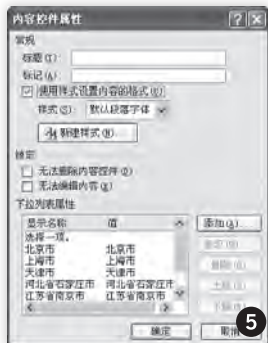 内容控件属性
常规
标题(T):
标记(A):
使用样式设置内容的格式(U)
样式(S): 默认段落字体
新建样式(N)...
锁定
无法删除内容控件(D)
无法编辑内容(E)
下拉列表属性
显示名称 值
选择一项。
北京市 北京市
上海市 上海市
天津市 天津市
河北省石家庄市 河北省石家庄市
江苏省南京市 江苏省南京市
添加(A)...
删除(R)
上移(U)
下移
确定
取消
5